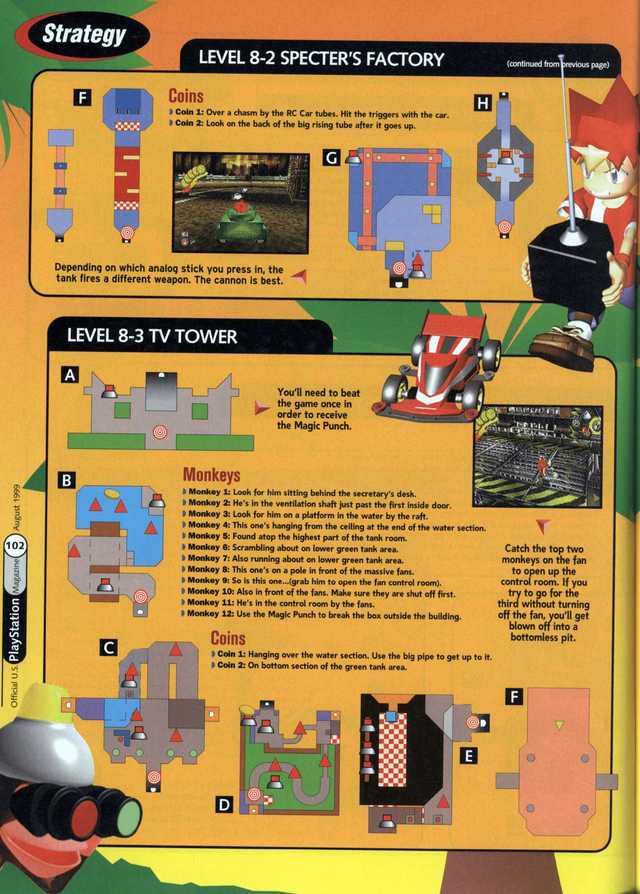 Strategy
LEVEL 8-2 SPECTER'S FACTORY
(continued from previous page)
F
Coins
Coin 1: Over a chasm by the RC Car tubes. Hit the triggers with the car.
Coin 2: Look on the back of the big rising tube after it goes up.
H
G
Depending on which analog stick you press in, the
tank fires a different weapon. The cannon is best.
LEVEL 8-3 TV TOWER
A
You'll need to beat
the game once in
order to receive
the Magic Punch.
B
Monkeys
Monkey 1: Look for him sitting behind the secretary's desk.
Monkey 2: He's in the ventilation shaft just past the first inside door.
Monkey 3: Look for him on a platform in the water by the raft.
Monkey 4: This one's hanging from the ceiling at the end of the water section.
Monkey 5: Found atop the highest part of the tank room.
Monkey 6: Scrambling about on lower green tank area.
Monkey 7: Also running about on lower green tank area.
Monkey 8: This one's on a pole in front of the massive fans.
Monkey 9: So is this one...(grab him to open the fan control room).
Monkey 10: Also in front of the fans. Make sure they are shut off first.
Monkey 11: He's in the control room by the fans.
Monkey 12: Use the Magic Punch to break the box outside the building.
Catch the top two
monkeys on the fan
to open up the
control room. If you
try to go for the
third without turning
off the fan, you'll get
blown off into a
bottomless pit.
Coins
Coin 1: Hanging over the water section. Use the big pipe to get up to it.
Coin 2: On bottom section of the green tank area.
C
D
E
F
Official U.S. PlayStation Magazine 102 August 1999